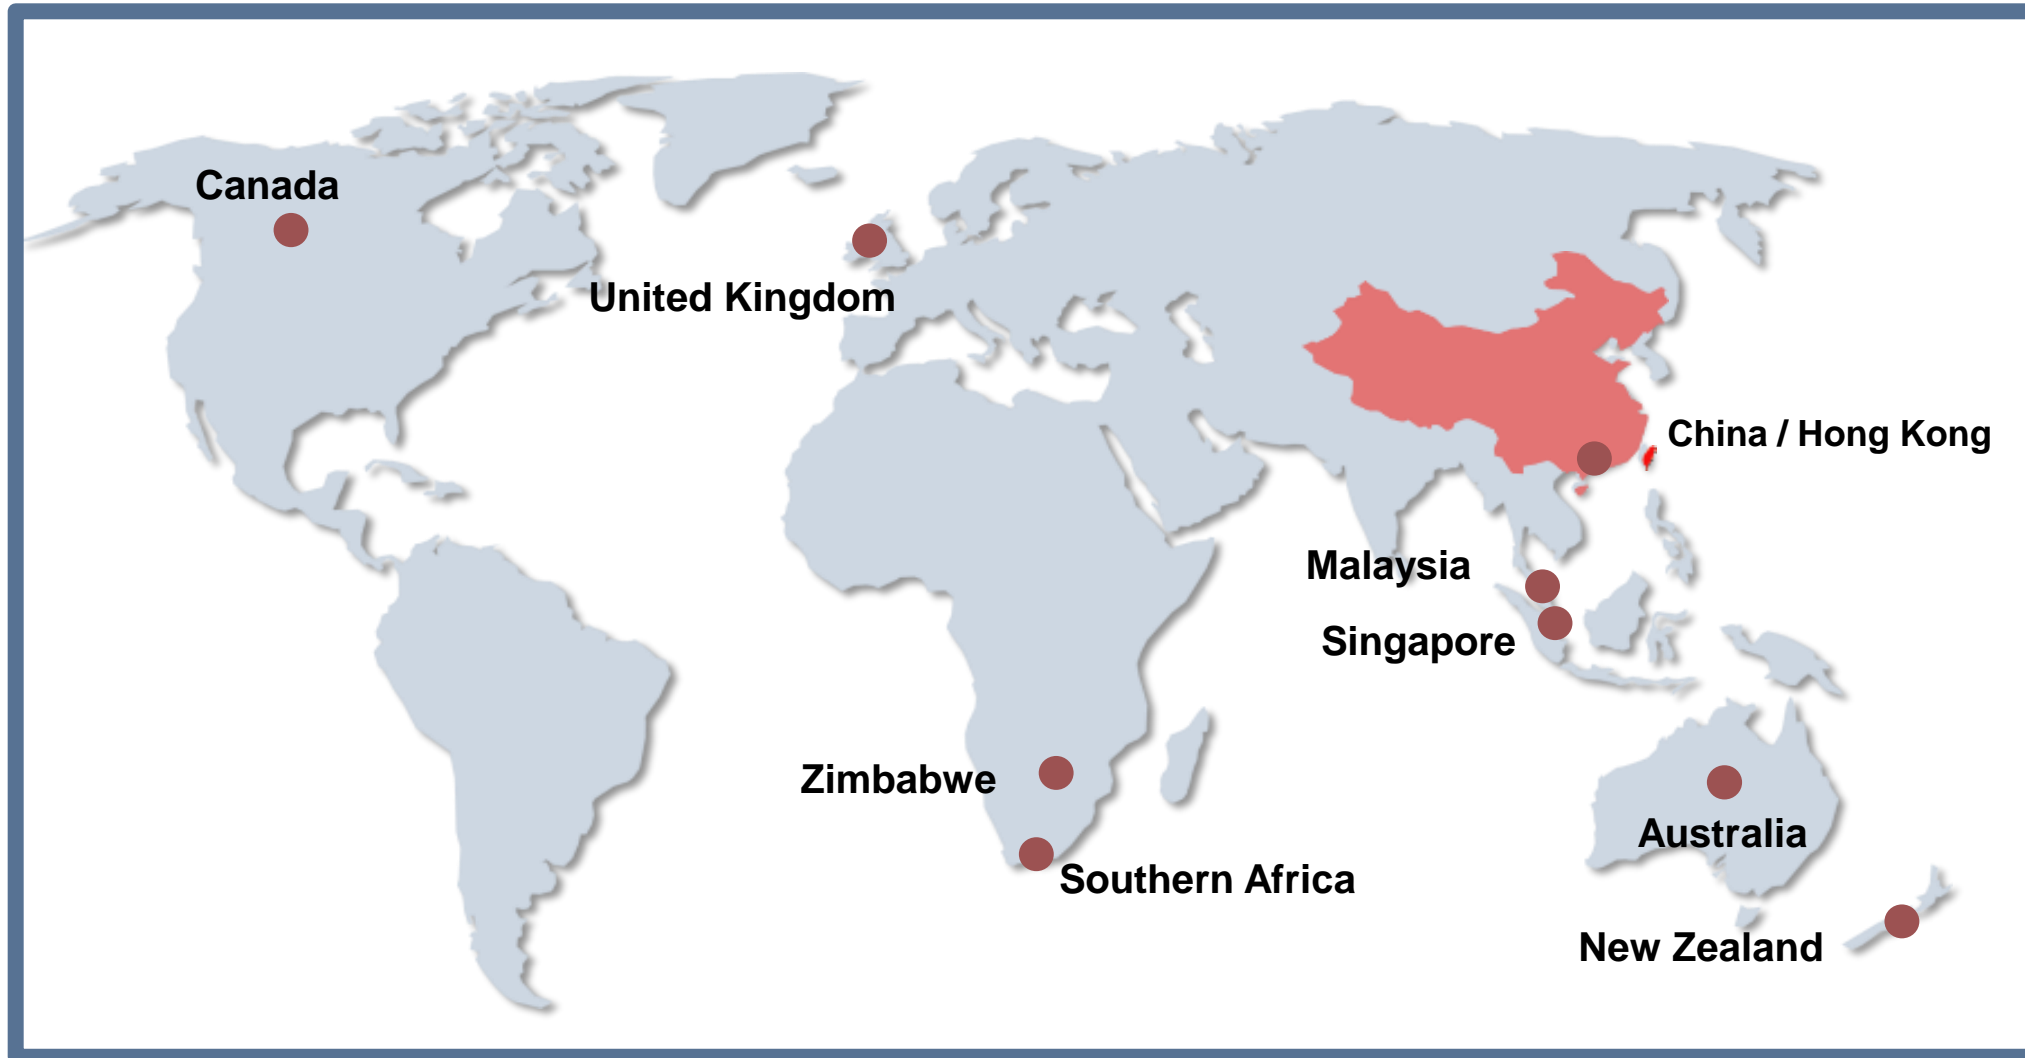 Canada
United Kingdom
China / Hong Kong
Malaysia
Singapore
Zimbabwe
Australia
Southern Africa
New Zealand